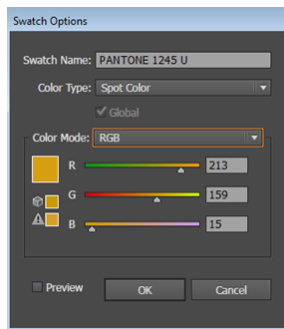 Swatch Options
Swatch Name: PANTONE 1245 U
Color Type: Spot Color
Global
Color Mode: RGB
R 213
G 159
B 15
Preview OK Cancel